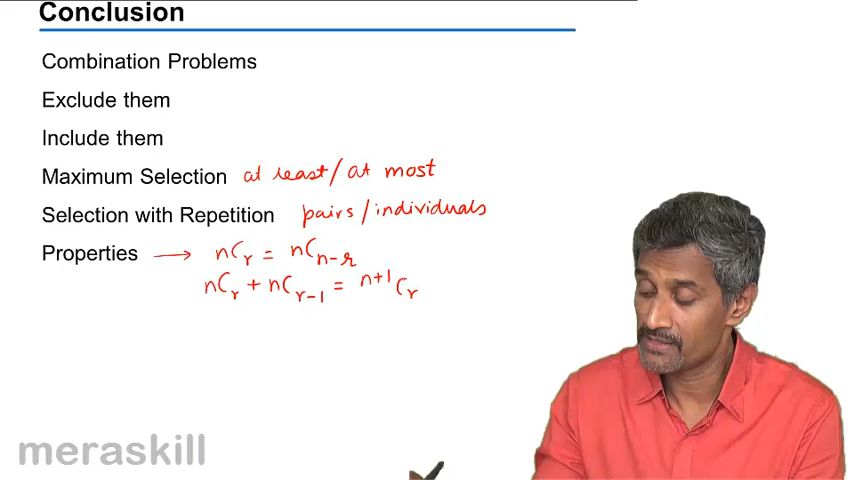 Conclusion
Combination Problems
Exclude them
Include them
Maximum Selection at least/at most
Selection with Repetition pairs/individuals
Properties → nCr = nCn-r
nCr + nCr-1 = n+1Cr
meraskill